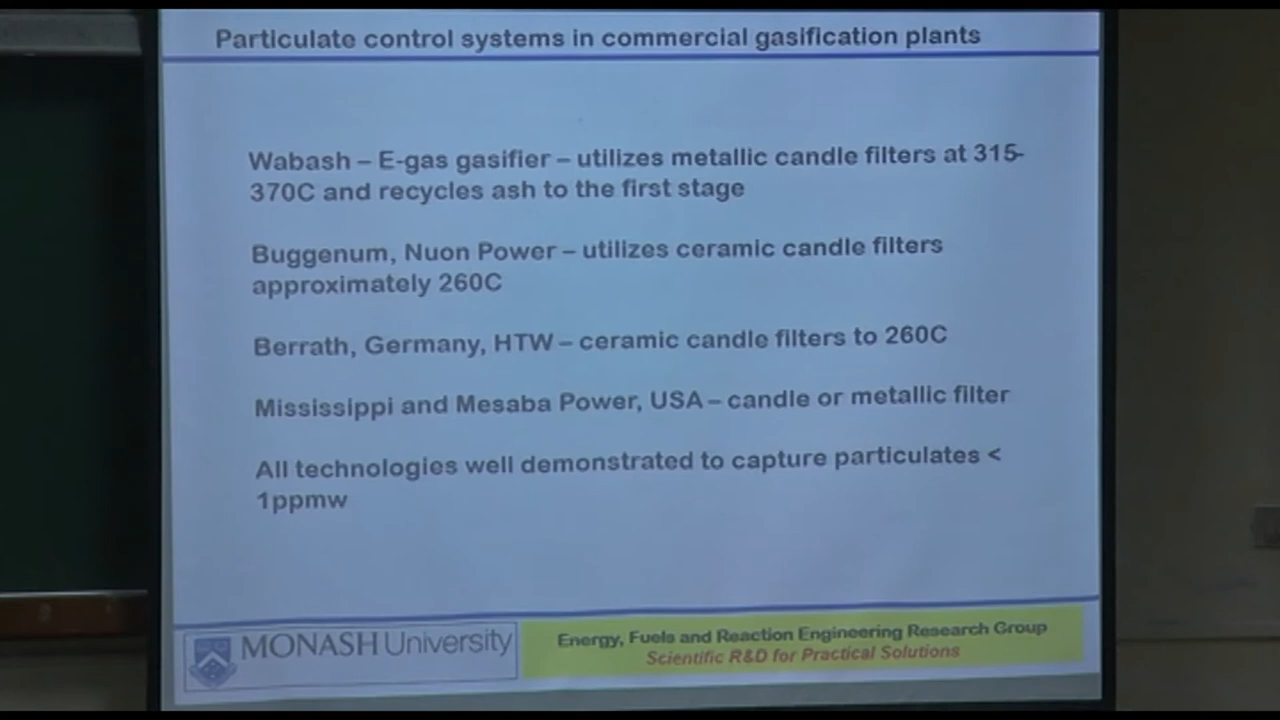 Particulate control systems in commercial gasification plants
Wabash – E-gas gasifier – utilizes metallic candle filters at 315-
370C and recycles ash to the first stage
Buggenum, Nuon Power – utilizes ceramic candle filters
approximately 260C
Berrath, Germany, HTW – ceramic candle filters to 260C
Mississippi and Mesaba Power, USA – candle or metallic filter
All technologies well demonstrated to capture particulates <
1ppmw
MONASH University
Energy, Fuels and Reaction Engineering Research Group
Scientific R&D for Practical Solutions